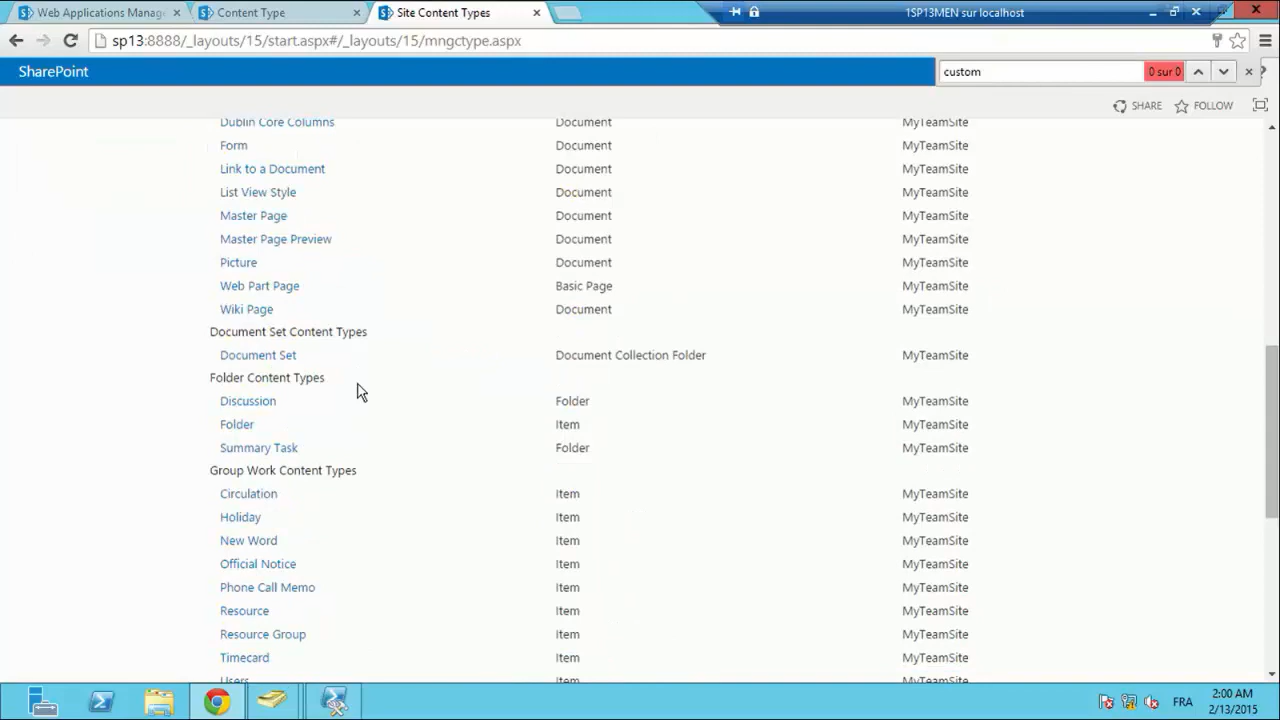 Web Applications Manag
Content Type
Site Content Types
1SP13MEN sur localhost
sp13:8888/_layouts/15/start.aspx#/_layouts/15/mngctype.aspx
SharePoint
custom
0 sur 0
SHARE
FOLLOW
Dublin Core Columns Document MyTeamSite
Form Document MyTeamSite
Link to a Document Document MyTeamSite
List View Style Document MyTeamSite
Master Page Document MyTeamSite
Master Page Preview Document MyTeamSite
Picture Document MyTeamSite
Web Part Page Basic Page MyTeamSite
Wiki Page Document MyTeamSite
Document Set Content Types
Document Set Document Collection Folder MyTeamSite
Folder Content Types
Discussion Folder MyTeamSite
Folder Item MyTeamSite
Summary Task Folder MyTeamSite
Group Work Content Types
Circulation Item MyTeamSite
Holiday Item MyTeamSite
New Word Item MyTeamSite
Official Notice Item MyTeamSite
Phone Call Memo Item MyTeamSite
Resource Item MyTeamSite
Resource Group Item MyTeamSite
Timecard Item MyTeamSite
Users Item MyTeamSite
FRA
2:00 AM
2/13/2015